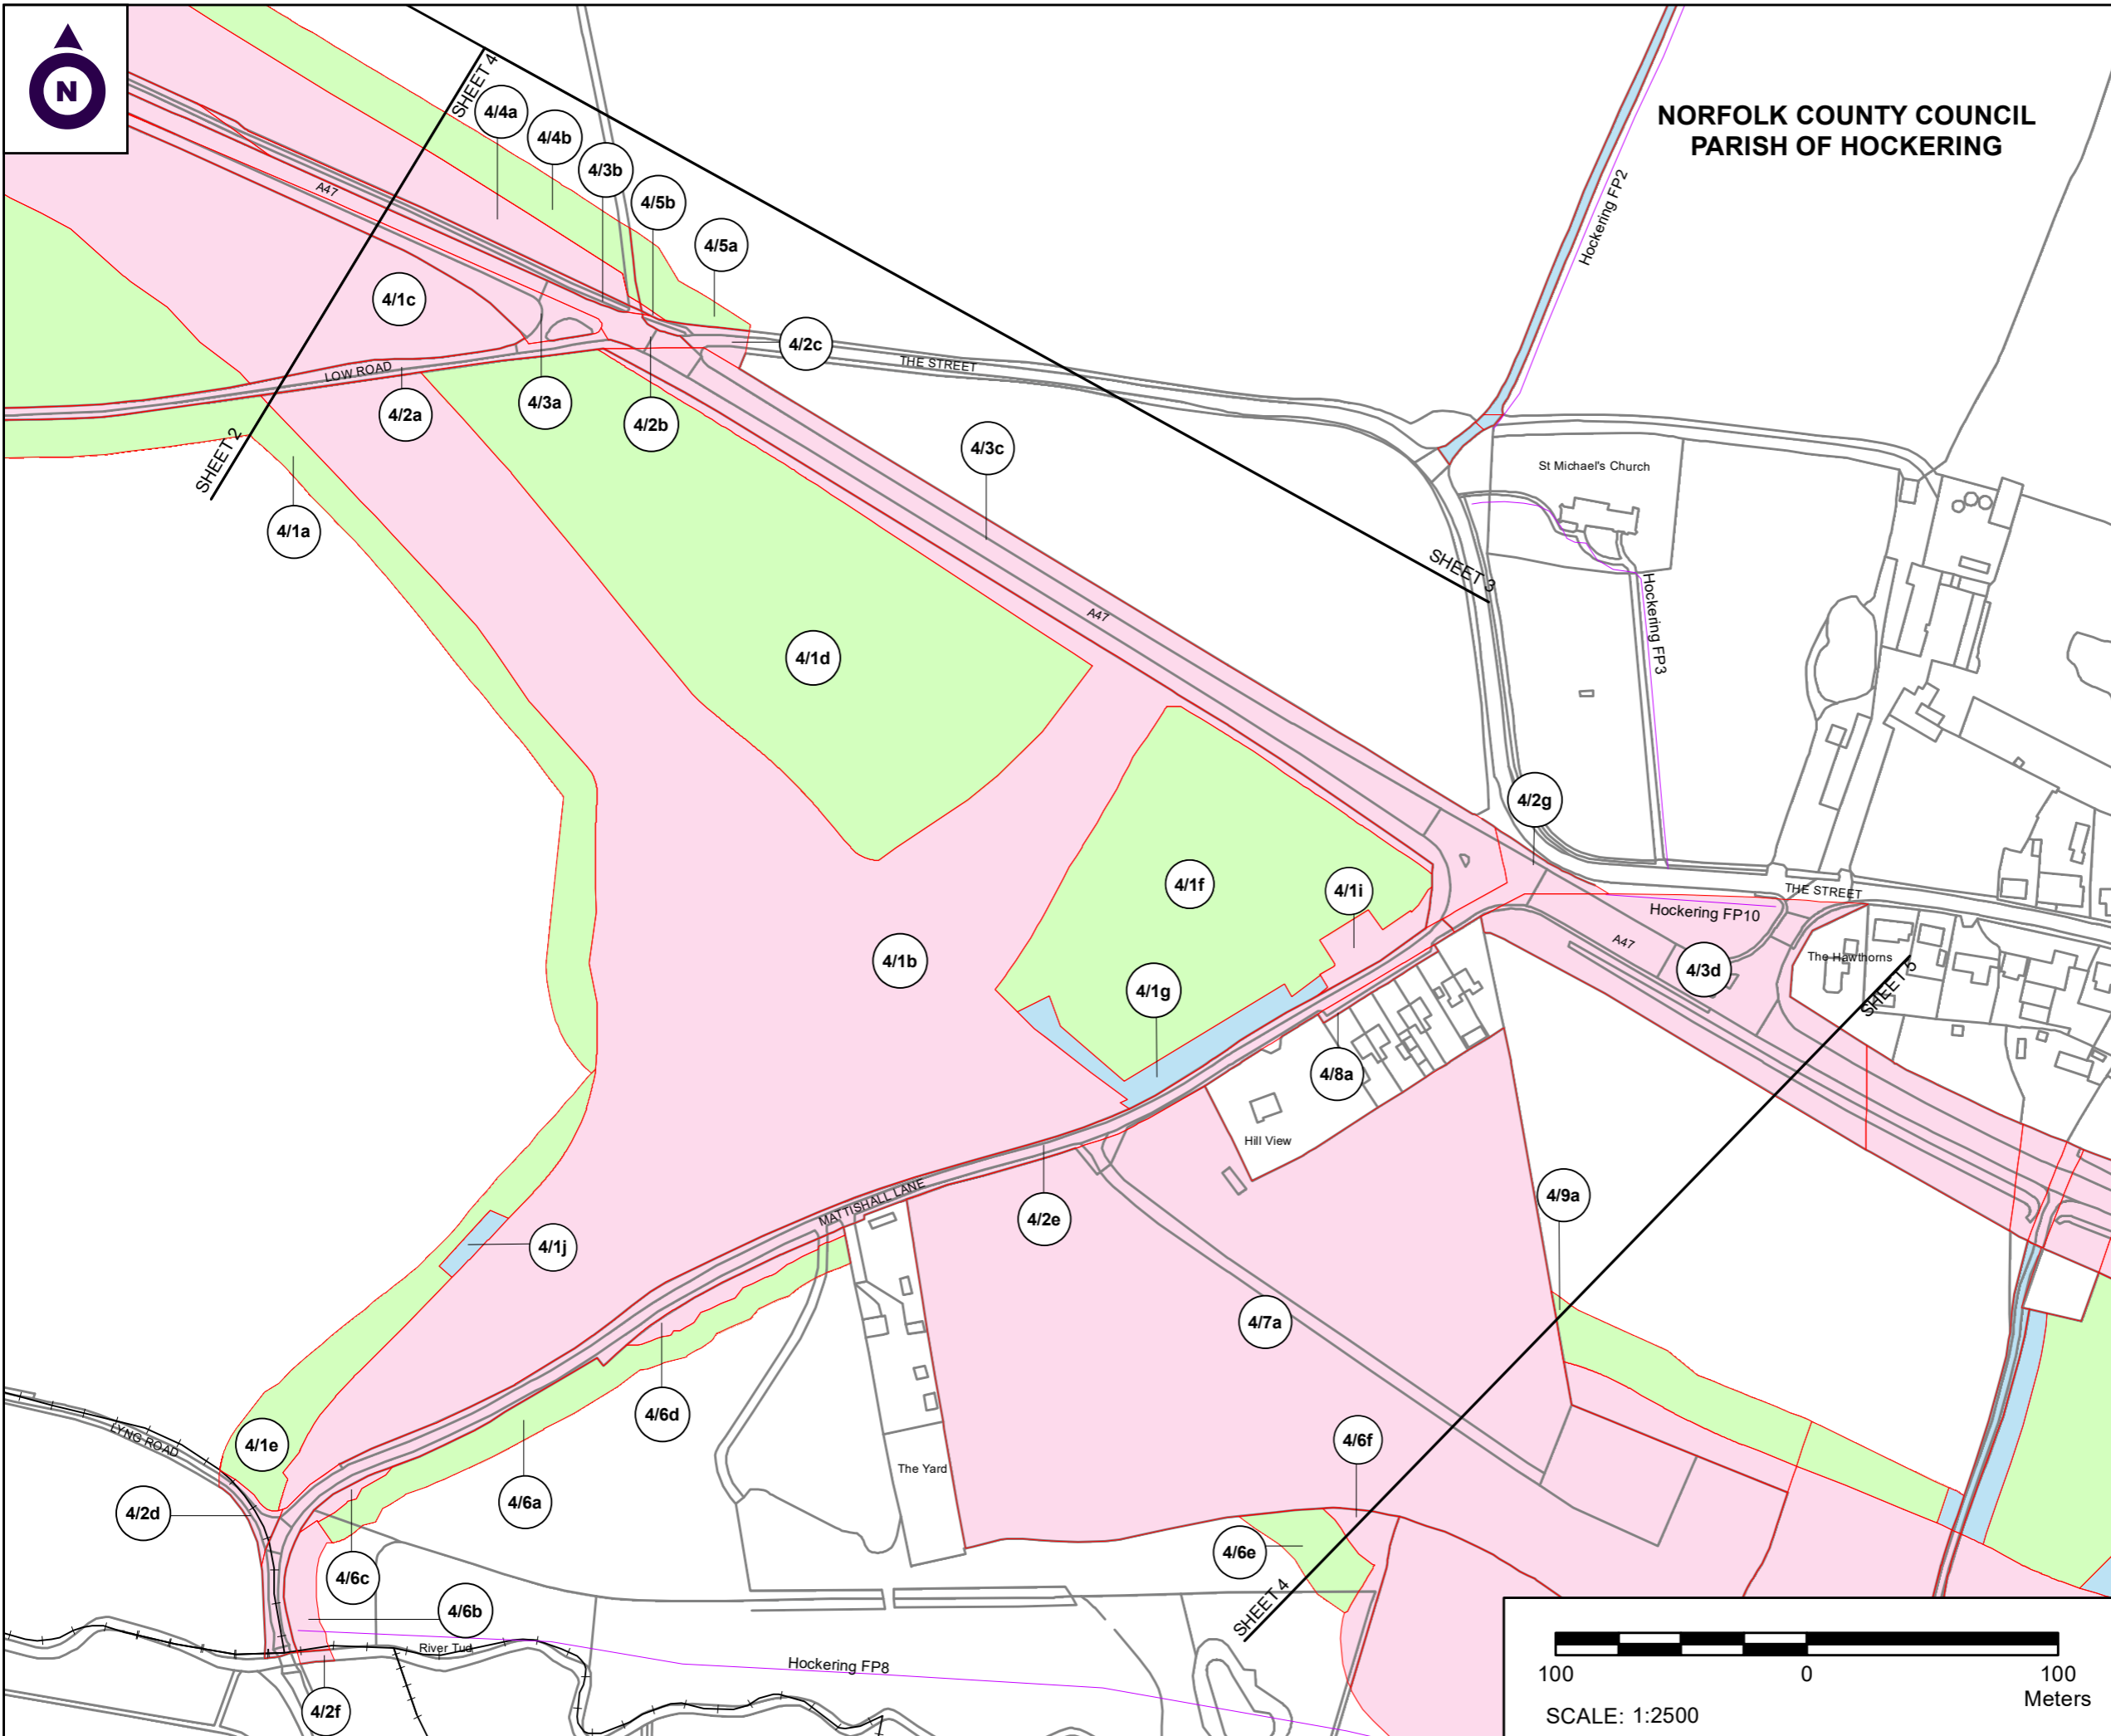 N
NORFOLK COUNTY COUNCIL
PARISH OF HOCKERING
SHEET 4
4/4a
4/4b
4/3b
4/5b
4/5a
A47
Hockering FP2
4/1c
4/2c
THE STREET
LOW ROAD
4/2a
4/3a
4/2b
SHEET 2
4/3c
St Michael's Church
4/1a
SHEET 3
Hockering FP3
A47
4/1d
4/2g
4/1f
4/1i
THE STREET
Hockering FP10
A47
4/1b
The Hawthorns
4/3d
SHEET 5
4/1g
4/8a
Hill View
MATTISHALL LANE
4/9a
4/2e
4/1j
4/7a
4/6d
4/6f
LYNG ROAD
4/1e
The Yard
4/6a
4/2d
4/6e
4/6c
SHEET 4
4/6b
River Tud
Hockering FP8
4/2f
100 0 100
Meters
SCALE: 1:2500